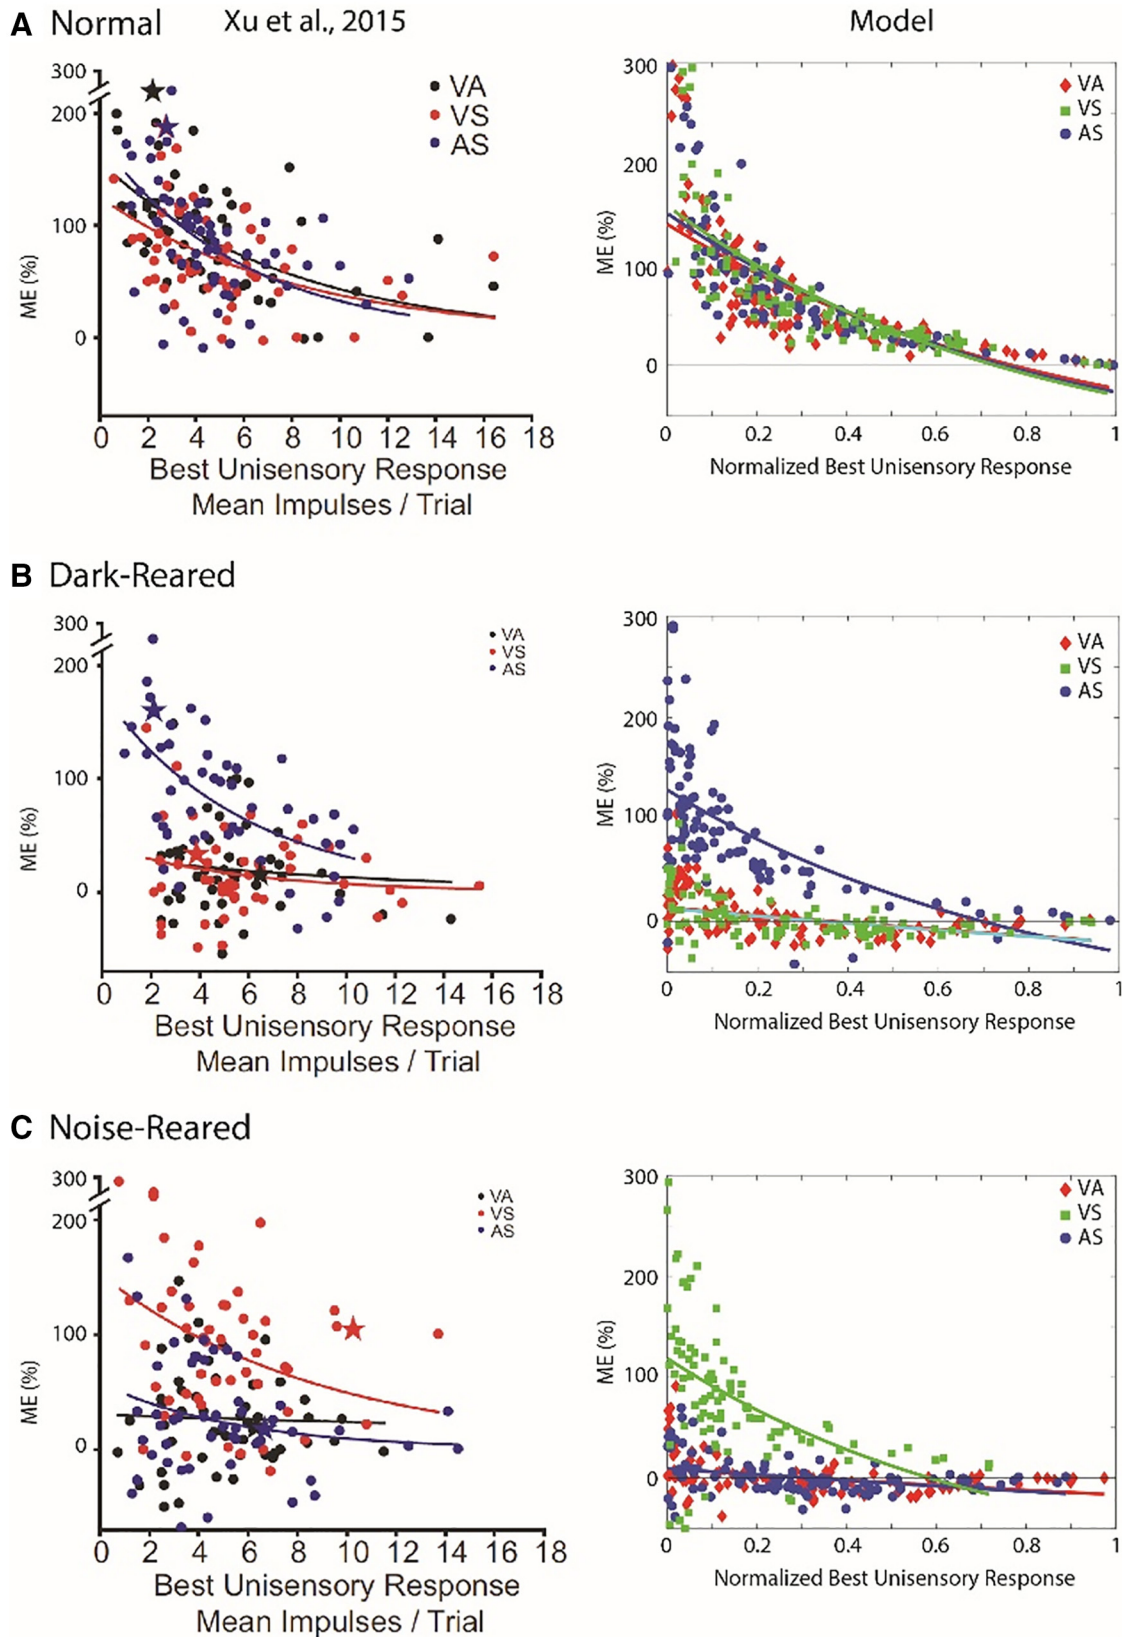 A Normal Xu et al., 2015 Model
300
200
100
0
ME (%)
VA
VS
AS
0 2 4 6 8 10 12 14 16 18
Best Unisensory Response
Mean Impulses / Trial
300
200
100
0
ME (%)
VA
VS
AS
0 0.2 0.4 0.6 0.8 1
Normalized Best Unisensory Response
B Dark-Reared
300
200
100
0
ME (%)
VA
VS
AS
0 2 4 6 8 10 12 14 16 18
Best Unisensory Response
Mean Impulses / Trial
300
200
100
0
ME (%)
VA
VS
AS
0 0.2 0.4 0.6 0.8 1
Normalized Best Unisensory Response
C Noise-Reared
300
200
100
0
ME (%)
VA
VS
AS
0 2 4 6 8 10 12 14 16 18
Best Unisensory Response
Mean Impulses / Trial
300
200
100
0
ME (%)
VA
VS
AS
0 0.2 0.4 0.6 0.8 1
Normalized Best Unisensory Response